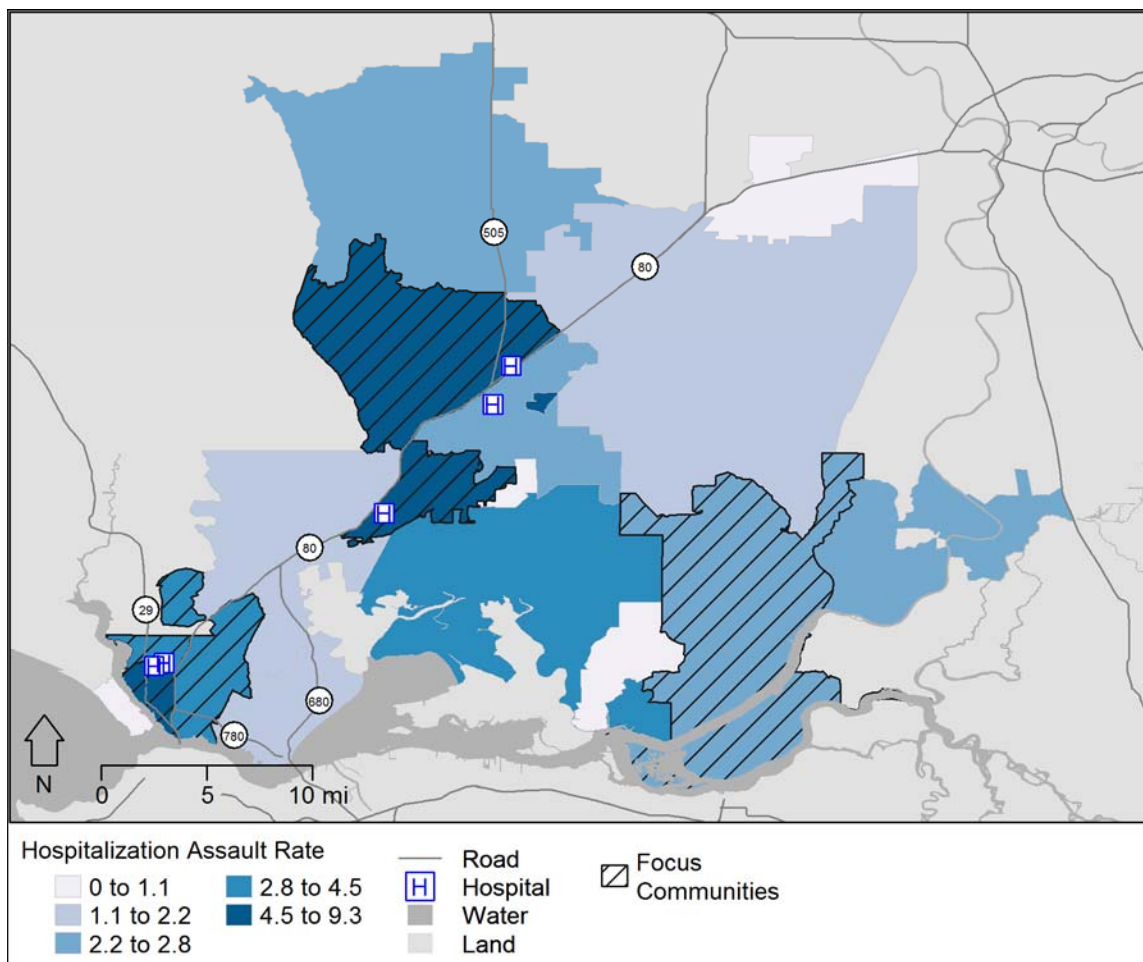 505
80
80
29
680
780
N
0 5 10 mi
Hospitalization Assault Rate
0 to 1.1
1.1 to 2.2
2.2 to 2.8
2.8 to 4.5
4.5 to 9.3
Road
H Hospital
Water
Land
Focus
Communities
H
H
H
H
H